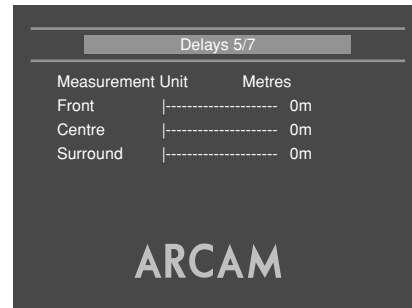 Delays 5/7
Measurement Unit Metres
Front |--------------------- 0m
Centre |--------------------- 0m
Surround |--------------------- 0m
ARCAM